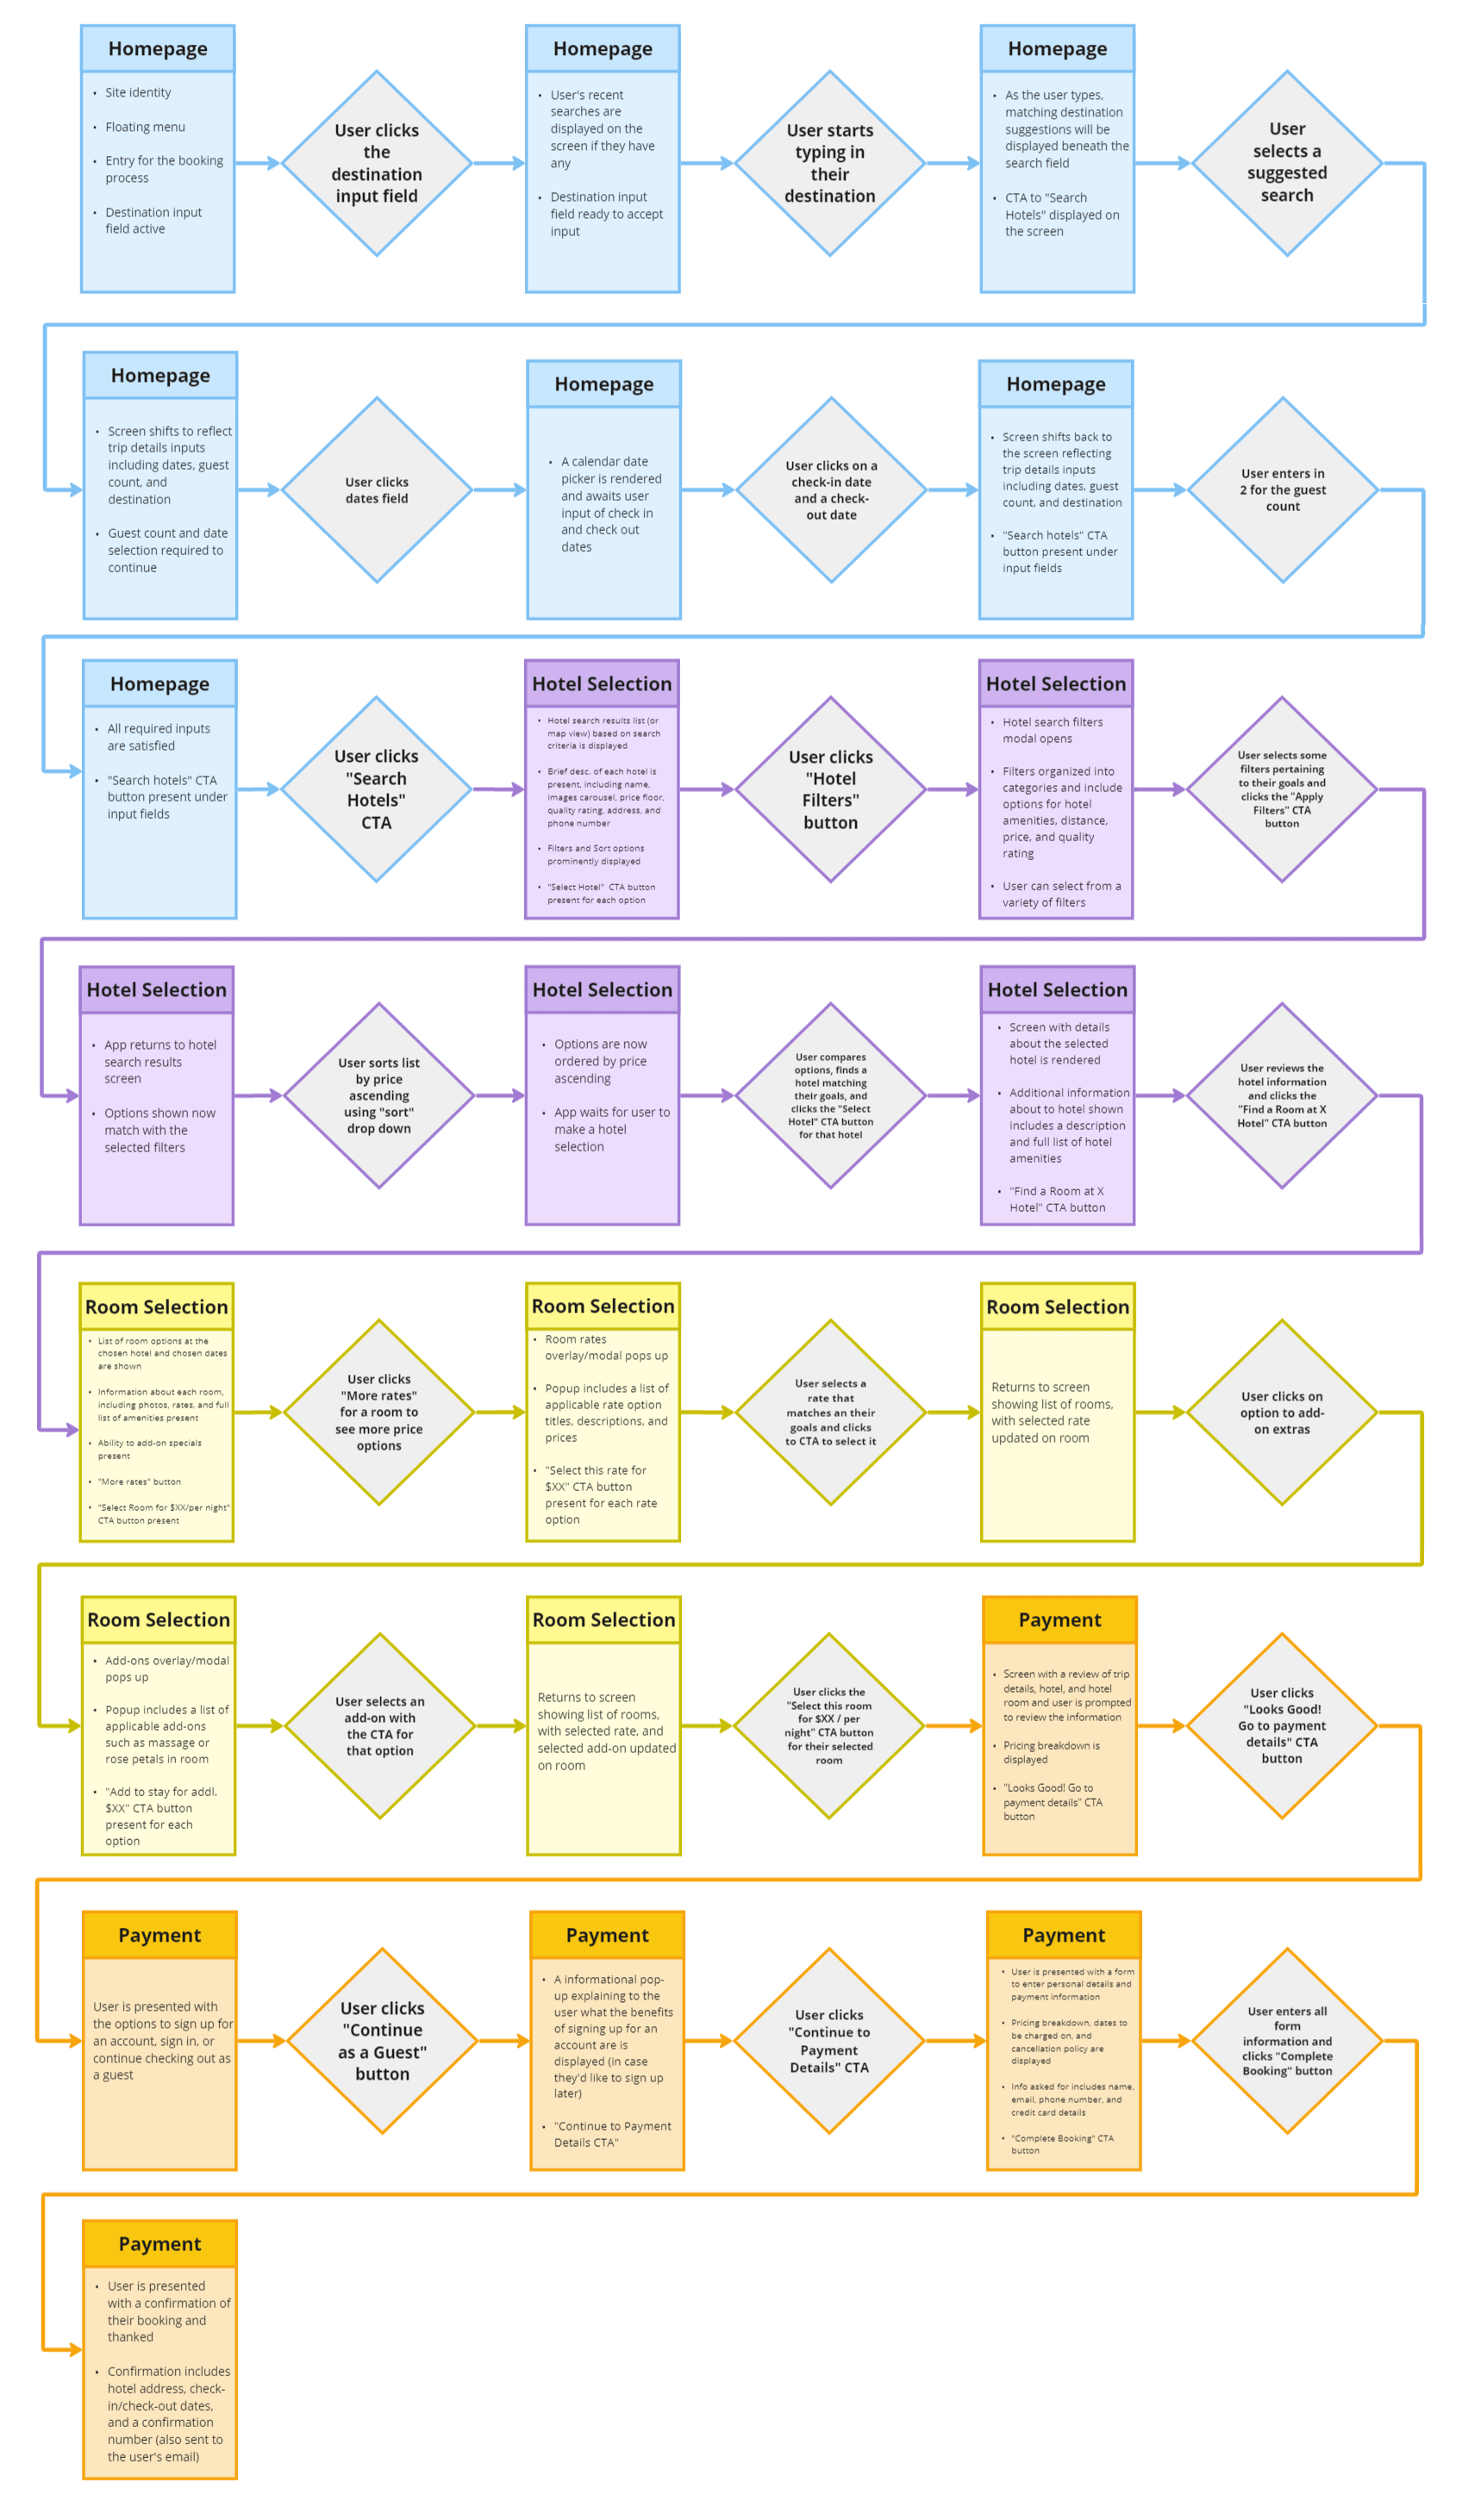 Homepage
• Site identity
• Floating menu
• Entry for the booking
process
• Destination input
field active
User clicks
the
destination
input field
Homepage
• User's recent
searches are
displayed on the
screen if they have
any
• Destination input
field ready to accept
input
User starts
typing in
their
destination
Homepage
• As the user types,
matching destination
suggestions will be
displayed beneath the
search field
• CTA to "Search
Hotels" displayed on
the screen
User
selects a
suggested
search
Homepage
• Screen shifts to reflect
trip details inputs
including dates, guest
count, and
destination
• Guest count and date
selection required to
continue
User clicks
dates field
Homepage
• A calendar date
picker is rendered
and awaits user
input of check in
and check out
dates
User clicks on a
check-in date
and a check-
out date
Homepage
• Screen shifts back to
the screen reflecting
trip details inputs
including dates, guest
count, and destination
• "Search hotels" CTA
button present under
input fields
User enters in
2 for the guest
count
Homepage
• All required inputs
are satisfied
• "Search hotels" CTA
button present under
input fields
User clicks
"Search
Hotels"
CTA
Hotel Selection
• Hotel search results list (or
map view) based on search
criteria is displayed
• Brief desc. of each hotel is
present, including name,
images carousel, price floor,
quality rating, address, and
phone number
• Filters and Sort options
prominently displayed
• "Select Hotel" CTA button
present for each option
User clicks
"Hotel
Filters"
button
Hotel Selection
• Hotel search filters
modal opens
• Filters organized into
categories and include
options for hotel
amenities, distance,
price, and quality
rating
• User can select from a
variety of filters
User selects some
filters pertaining
to their goals and
clicks the "Apply
Filters" CTA
button
Hotel Selection
• App returns to hotel
search results
screen
• Options shown now
match with the
selected filters
User sorts list
by price
ascending
using "sort"
drop down
Hotel Selection
• Options are now
ordered by price
ascending
• App waits for user to
make a hotel
selection
User compares
options, finds a
hotel matching
their goals, and
clicks the "Select
Hotel" CTA button
for that hotel
Hotel Selection
• Screen with details
about the selected
hotel is rendered
• Additional information
about to hotel shown
includes a description
and full list of hotel
amenities
• "Find a Room at X
Hotel" CTA button
User reviews the
hotel information
and clicks the
"Find a Room at X
Hotel" CTA button
Room Selection
• List of room options at the
chosen hotel and chosen dates
are shown
• Information about each room,
including photos, rates, and full
list of amenities present
• Ability to add-on specials
present
• "More rates" button
• "Select Room for $XX/per night"
CTA button present
User clicks
"More rates"
for a room to
see more price
options
Room Selection
• Room rates
overlay/modal pops up
• Popup includes a list of
applicable rate option
titles, descriptions, and
prices
• "Select this rate for
$XX" CTA button
present for each rate
option
User selects a
rate that
matches an their
goals and clicks
to CTA to select it
Room Selection
Returns to screen
showing list of rooms,
with selected rate
updated on room
User clicks on
option to add-
on extras
Room Selection
• Add-ons overlay/modal
pops up
• Popup includes a list of
applicable add-ons
such as massage or
rose petals in room
• "Add to stay for addl.
$XX" CTA button
present for each
option
User selects an
add-on with
the CTA for
that option
Room Selection
Returns to screen
showing list of rooms,
with selected rate, and
selected add-on updated
on room
User clicks the
"Select this room
for $XX / per
night" CTA button
for their selected
room
Payment
• Screen with a review of trip
details, hotel, and hotel
room and user is prompted
to review the information
• Pricing breakdown is
displayed
• "Looks Good! Go to
payment details" CTA
button
User clicks
"Looks Good!
Go to payment
details" CTA
button
Payment
User is presented with
the options to sign up for
an account, sign in, or
continue checking out as
a guest
User clicks
"Continue
as a Guest"
button
Payment
• A informational pop-
up explaining to the
user what the benefits
of signing up for an
account are is
displayed (in case
they'd like to sign up
later)
• "Continue to Payment
Details CTA"
User clicks
"Continue to
Payment
Details" CTA
Payment
• User is presented with a form
to enter personal details and
payment information
• Pricing breakdown, dates to
be charged on, and
cancellation policy are
displayed
• Info asked for includes name,
email, phone number, and
credit card details
• "Complete Booking" CTA
button
User enters all
form
information and
clicks "Complete
Booking" button
Payment
• User is presented
with a confirmation of
their booking and
thanked
• Confirmation includes
hotel address, check-
in/check-out dates,
and a confirmation
number (also sent to
the user's email)